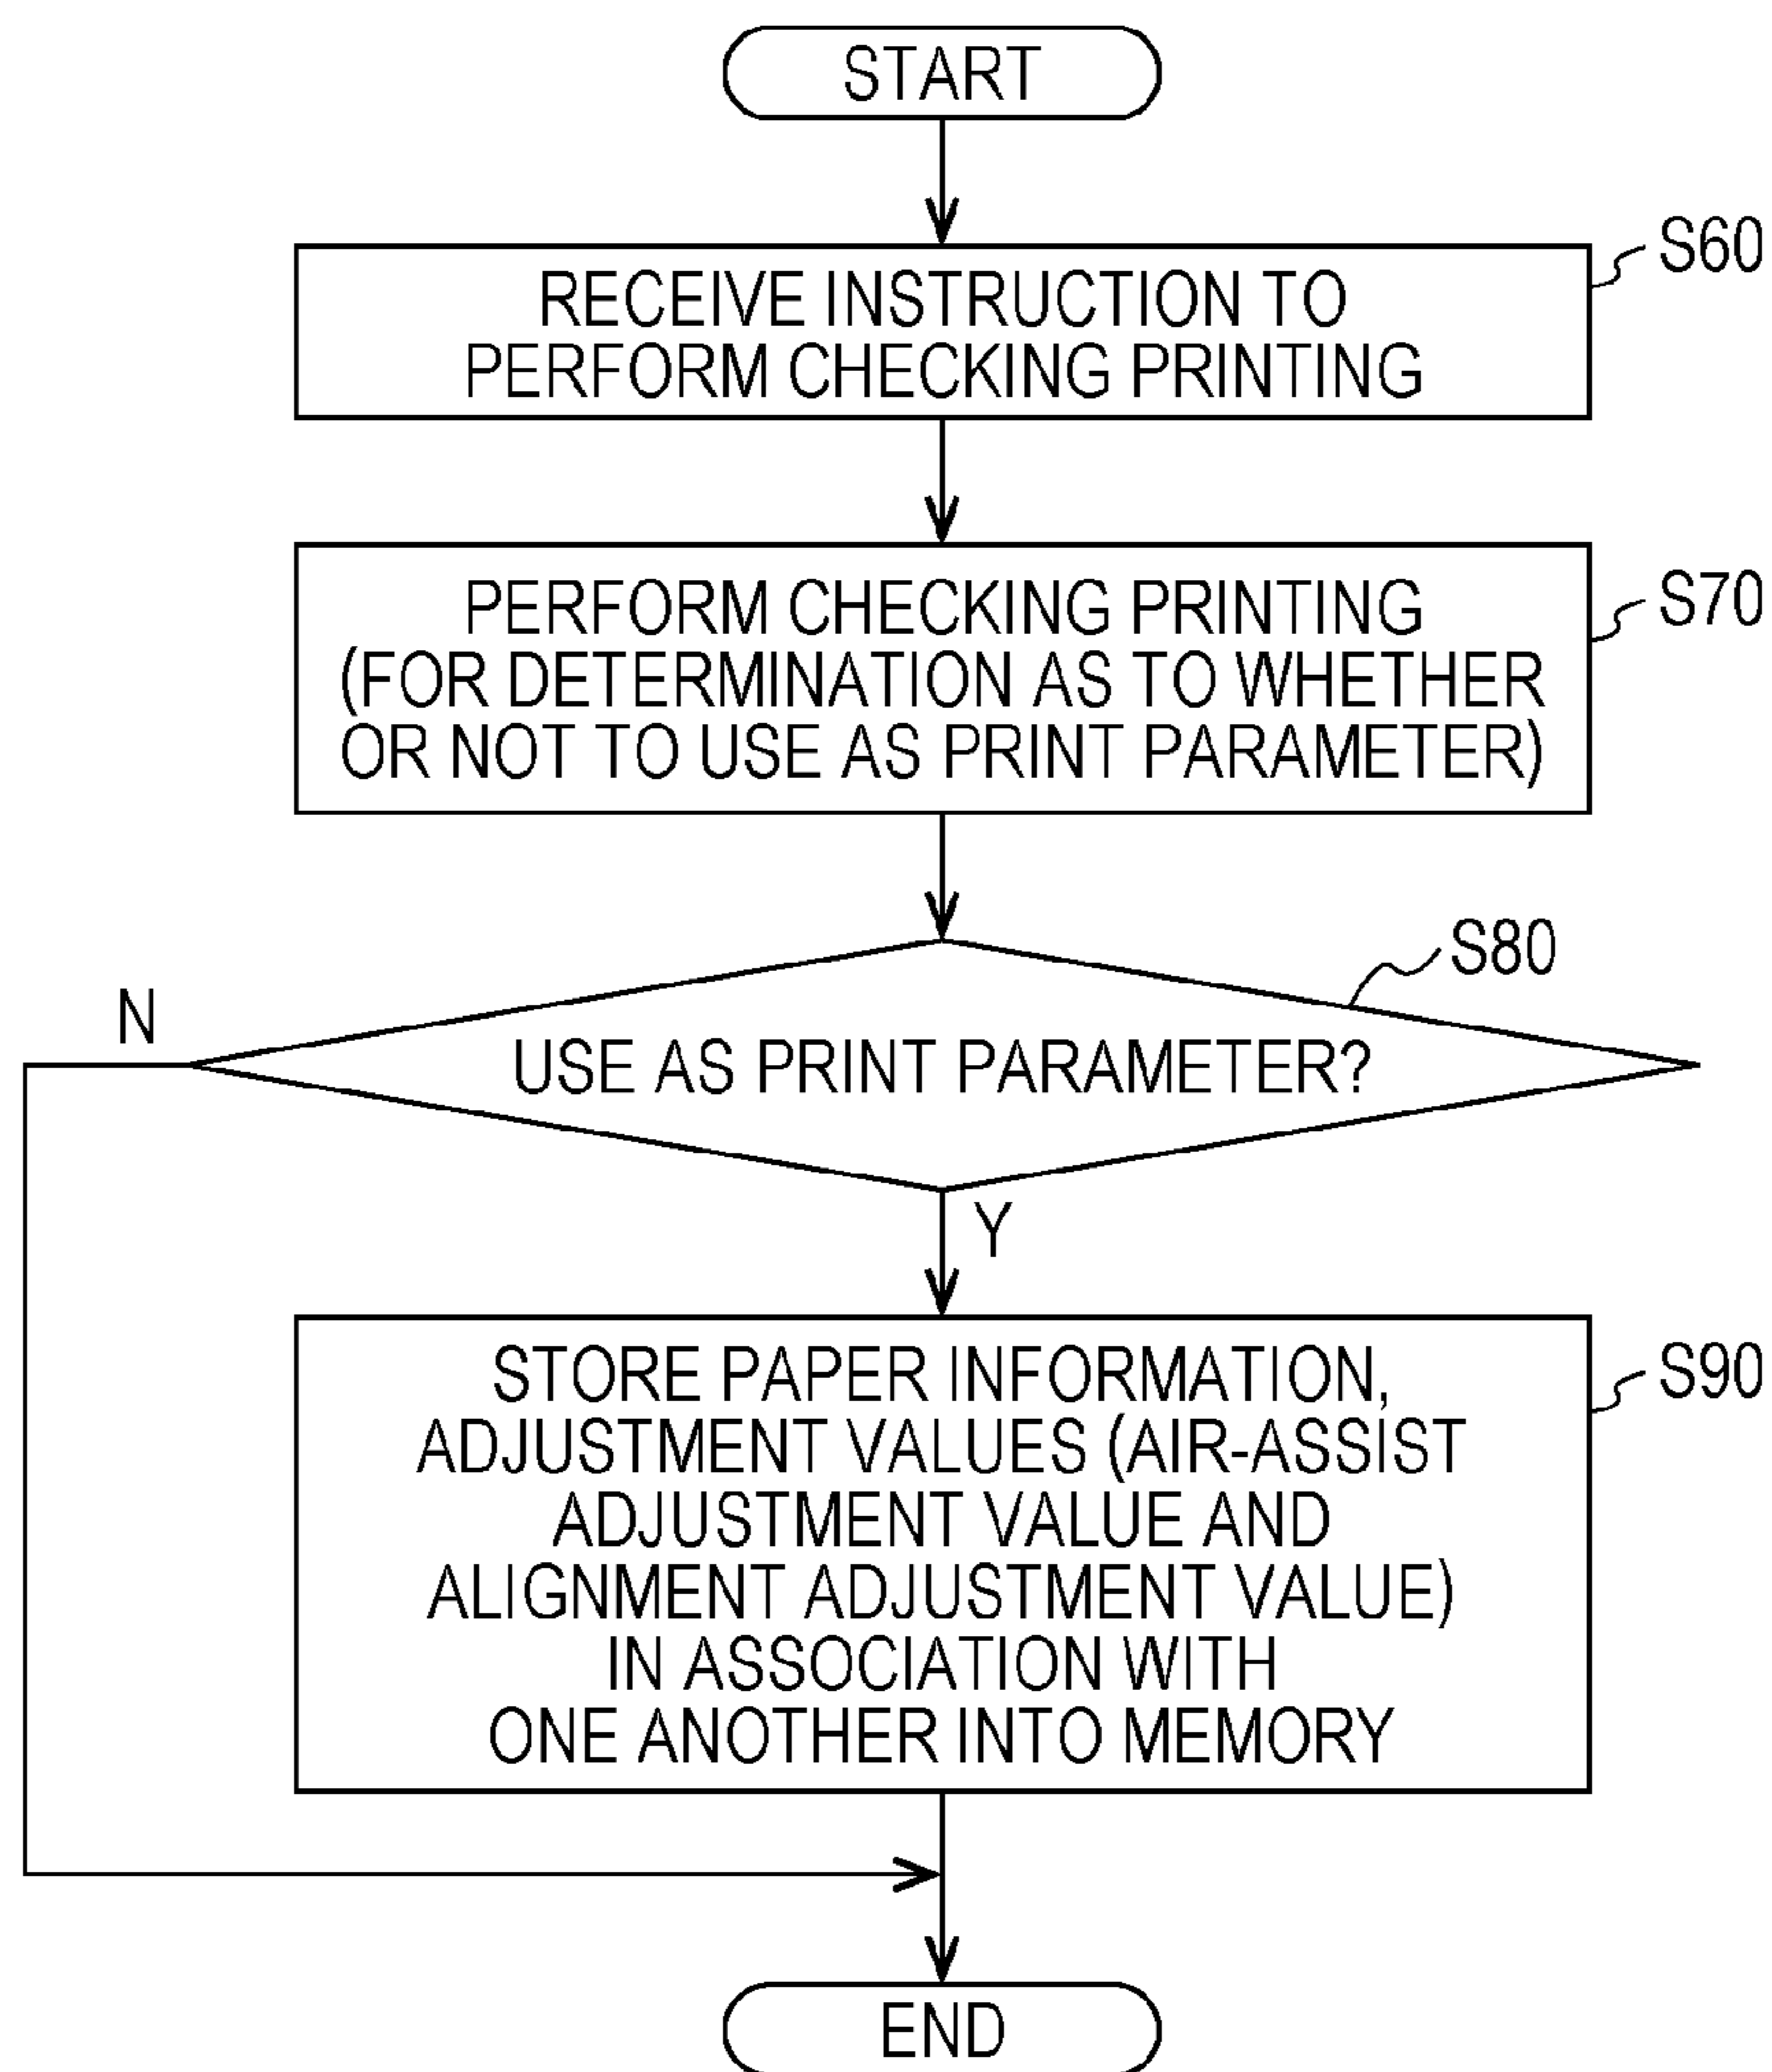 START
S60
RECEIVE INSTRUCTION TO
PERFORM CHECKING PRINTING
S70
PERFORM CHECKING PRINTING
(FOR DETERMINATION AS TO WHETHER
OR NOT TO USE AS PRINT PARAMETER)
S80
N
USE AS PRINT PARAMETER?
Y
S90
STORE PAPER INFORMATION,
ADJUSTMENT VALUES (AIR-ASSIST
ADJUSTMENT VALUE AND
ALIGNMENT ADJUSTMENT VALUE)
IN ASSOCIATION WITH
ONE ANOTHER INTO MEMORY
END